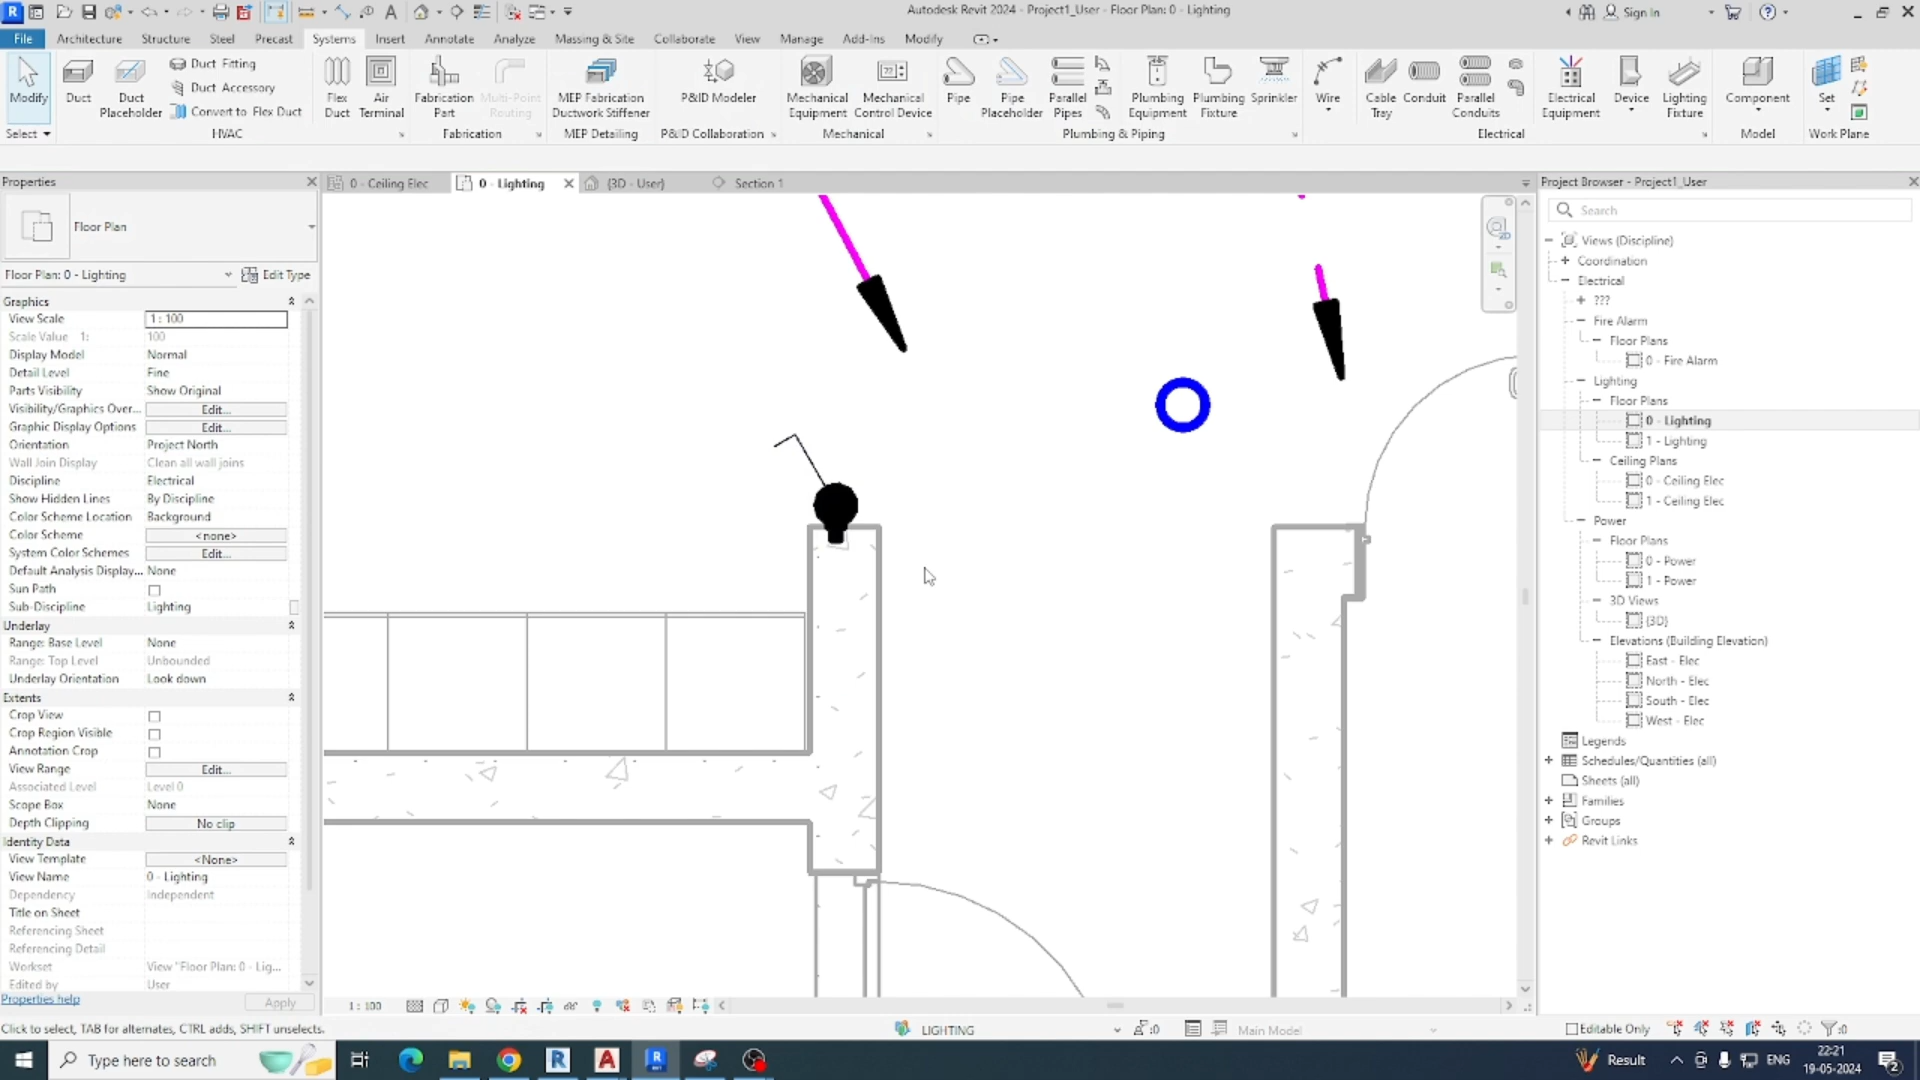 Autodesk Revit 2024 - Project1_User - Floor Plan: 0 - Lighting
Sign In
File Architecture Structure Steel Precast Systems Insert Annotate Analyze Massing & Site Collaborate View Manage Add-Ins Modify
Modify
Duct
Duct Placeholder
Duct Fitting
Duct Accessory
Convert to Flex Duct
Flex Duct
Air Terminal
Fabrication Part
Multi-Point Routing
MEP Fabrication Ductwork Stiffener
P&ID Modeler
Mechanical Equipment
Mechanical Control Device
Pipe
Pipe Placeholder
Parallel Pipes
Plumbing Equipment
Plumbing Fixture
Sprinkler
Wire
Cable Tray
Conduit
Parallel Conduits
Electrical Equipment
Device
Lighting Fixture
Component
Set
Select HVAC Fabrication MEP Detailing P&ID Collaboration Mechanical Plumbing & Piping Electrical Model Work Plane
Properties
0 - Ceiling Elec
0 - Lighting
{3D - User}
Section 1
Project Browser - Project1_User
Floor Plan
Floor Plan: 0 - Lighting
Edit Type
Graphics
View Scale 1 : 100
Scale Value 1: 100
Display Model Normal
Detail Level Fine
Parts Visibility Show Original
Visibility/Graphics Over... Edit...
Graphic Display Options Edit...
Orientation Project North
Wall Join Display Clean all wall joins
Discipline Electrical
Show Hidden Lines By Discipline
Color Scheme Location Background
Color Scheme <none>
System Color Schemes Edit...
Default Analysis Display... None
Sun Path
Sub-Discipline Lighting
Underlay
Range: Base Level None
Range: Top Level Unbounded
Underlay Orientation Look down
Extents
Crop View
Crop Region Visible
Annotation Crop
View Range Edit...
Associated Level Level 0
Scope Box None
Depth Clipping No clip
Identity Data
View Template <None>
View Name 0 - Lighting
Dependency Independent
Title on Sheet
Referencing Sheet
Referencing Detail
Workset View "Floor Plan: 0 - Lig...
Edited by User
Properties help
Apply
Search
Views (Discipline)
Coordination
Electrical
???
Fire Alarm
Floor Plans
0 - Fire Alarm
Lighting
Floor Plans
0 - Lighting
1 - Lighting
Ceiling Plans
0 - Ceiling Elec
1 - Ceiling Elec
Power
Floor Plans
0 - Power
1 - Power
3D Views
{3D}
Elevations (Building Elevation)
East - Elec
North - Elec
South - Elec
West - Elec
Legends
Schedules/Quantities (all)
Sheets (all)
Families
Groups
Revit Links
1 : 100
Click to select, TAB for alternates, CTRL adds, SHIFT unselects.
LIGHTING
:0
Main Model
Editable Only
:0
Type here to search
Result
ENG
22:21
19-05-2024
2